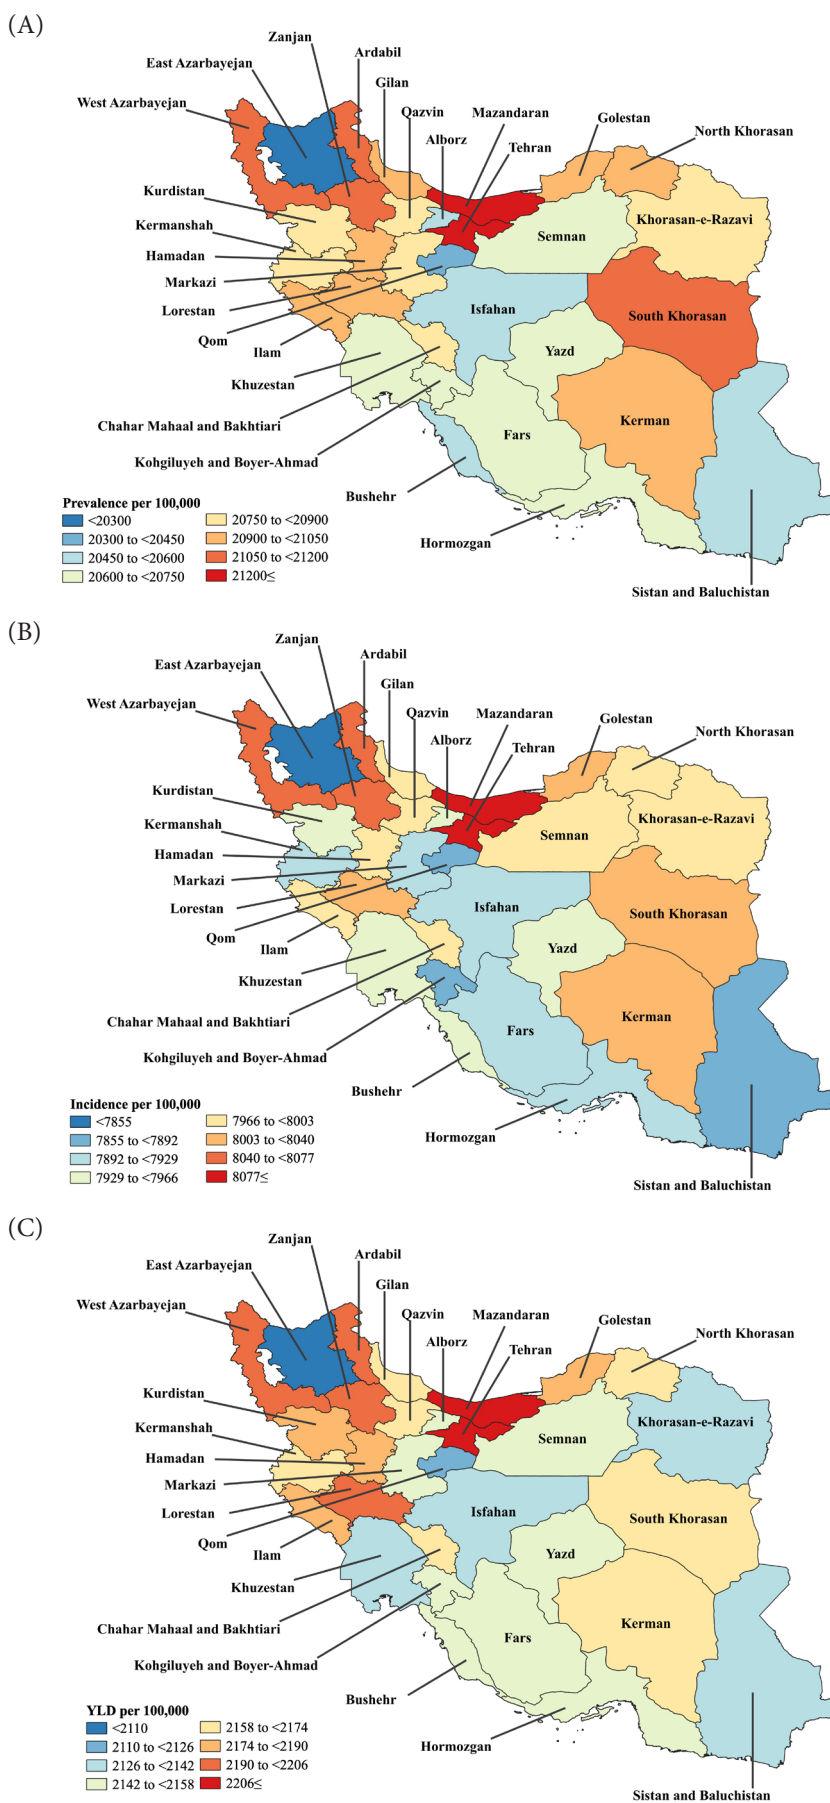 (A)
Zanjan
Ardabil
East Azarbayejan
Gilan
West Azarbayejan
Qazvin
Mazandaran
Golestan
North Khorasan
Alborz
Tehran
Kurdistan
Khorasan-e-Razavi
Kermanshah
Semnan
Hamadan
Markazi
Lorestan
Isfahan
South Khorasan
Qom
Ilam
Yazd
Khuzestan
Chahar Mahaal and Bakhtiari
Kerman
Fars
Kohgiluyeh and Boyer-Ahmad
Bushehr
Hormozgan
Sistan and Baluchistan
Prevalence per 100,000
<20300
20300 to <20450
20450 to <20600
20600 to <20750
20750 to <20900
20900 to <21050
21050 to <21200
21200≤
(B)
Zanjan
Ardabil
East Azarbayejan
Gilan
West Azarbayejan
Qazvin
Mazandaran
Golestan
North Khorasan
Alborz
Tehran
Kurdistan
Khorasan-e-Razavi
Kermanshah
Semnan
Hamadan
Markazi
Lorestan
Isfahan
South Khorasan
Qom
Ilam
Yazd
Khuzestan
Chahar Mahaal and Bakhtiari
Kerman
Fars
Kohgiluyeh and Boyer-Ahmad
Bushehr
Hormozgan
Sistan and Baluchistan
Incidence per 100,000
<7855
7855 to <7892
7892 to <7929
7929 to <7966
7966 to <8003
8003 to <8040
8040 to <8077
8077≤
(C)
Zanjan
Ardabil
East Azarbayejan
Gilan
West Azarbayejan
Qazvin
Mazandaran
Golestan
North Khorasan
Alborz
Tehran
Kurdistan
Khorasan-e-Razavi
Kermanshah
Semnan
Hamadan
Markazi
Lorestan
Isfahan
South Khorasan
Qom
Ilam
Yazd
Khuzestan
Chahar Mahaal and Bakhtiari
Kerman
Fars
Kohgiluyeh and Boyer-Ahmad
Bushehr
Hormozgan
Sistan and Baluchistan
YLD per 100,000
<2110
2110 to <2126
2126 to <2142
2142 to <2158
2158 to <2174
2174 to <2190
2190 to <2206
2206≤